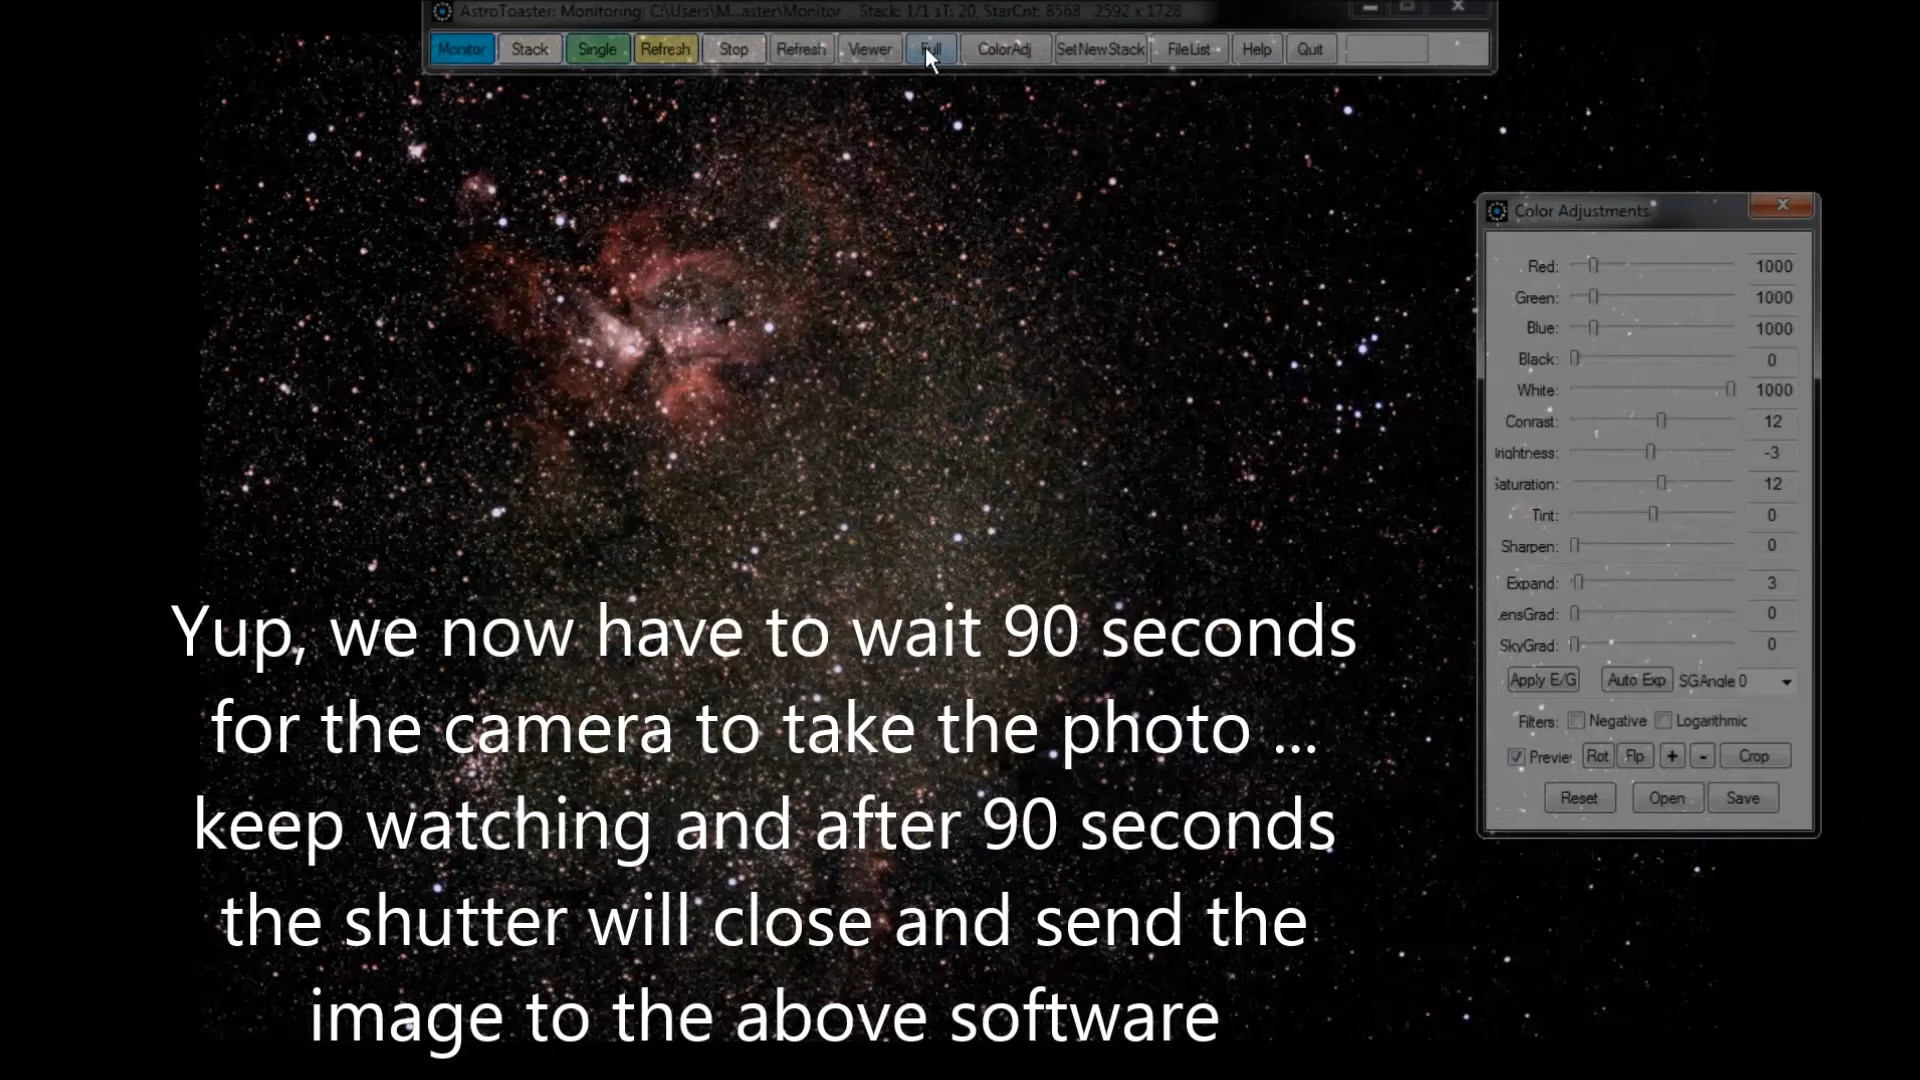 AstroToaster: Monitoring: C:\Users\M...aster\Monitor Stack: 1/1 sT: 20, StarCnt: 8568 2592 x 1728
Monitor Stack Single Refresh Stop Refresh Viewer Full ColorAdj SetNewStack FileList Help Quit
Color Adjustments
Red: 1000
Green: 1000
Blue: 1000
Black: 0
White: 1000
Conrast: 12
rightness: -3
Saturation: 12
Tint: 0
Sharpen: 0
Expand: 3
ensGrad: 0
SkyGrad: 0
Apply E/G Auto Exp SGAngle 0
Filters: Negative Logarithmic
Previe Rot Flp + - Crop
Reset Open Save
Yup, we now have to wait 90 seconds
for the camera to take the photo ...
keep watching and after 90 seconds
the shutter will close and send the
image to the above software